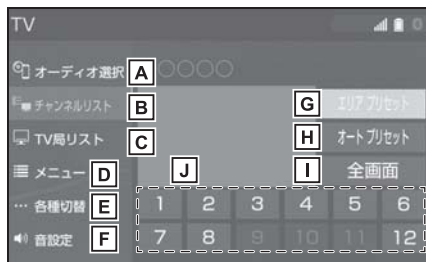 TV
オーディオ選択 A ○○○○
チャンネルリスト B G エリア プリセット
TV局リスト C H オートプリセット
メニュー D J I 全画面
各種切替 E 1 2 3 4 5 6
音設定 F 7 8 9 10 11 12